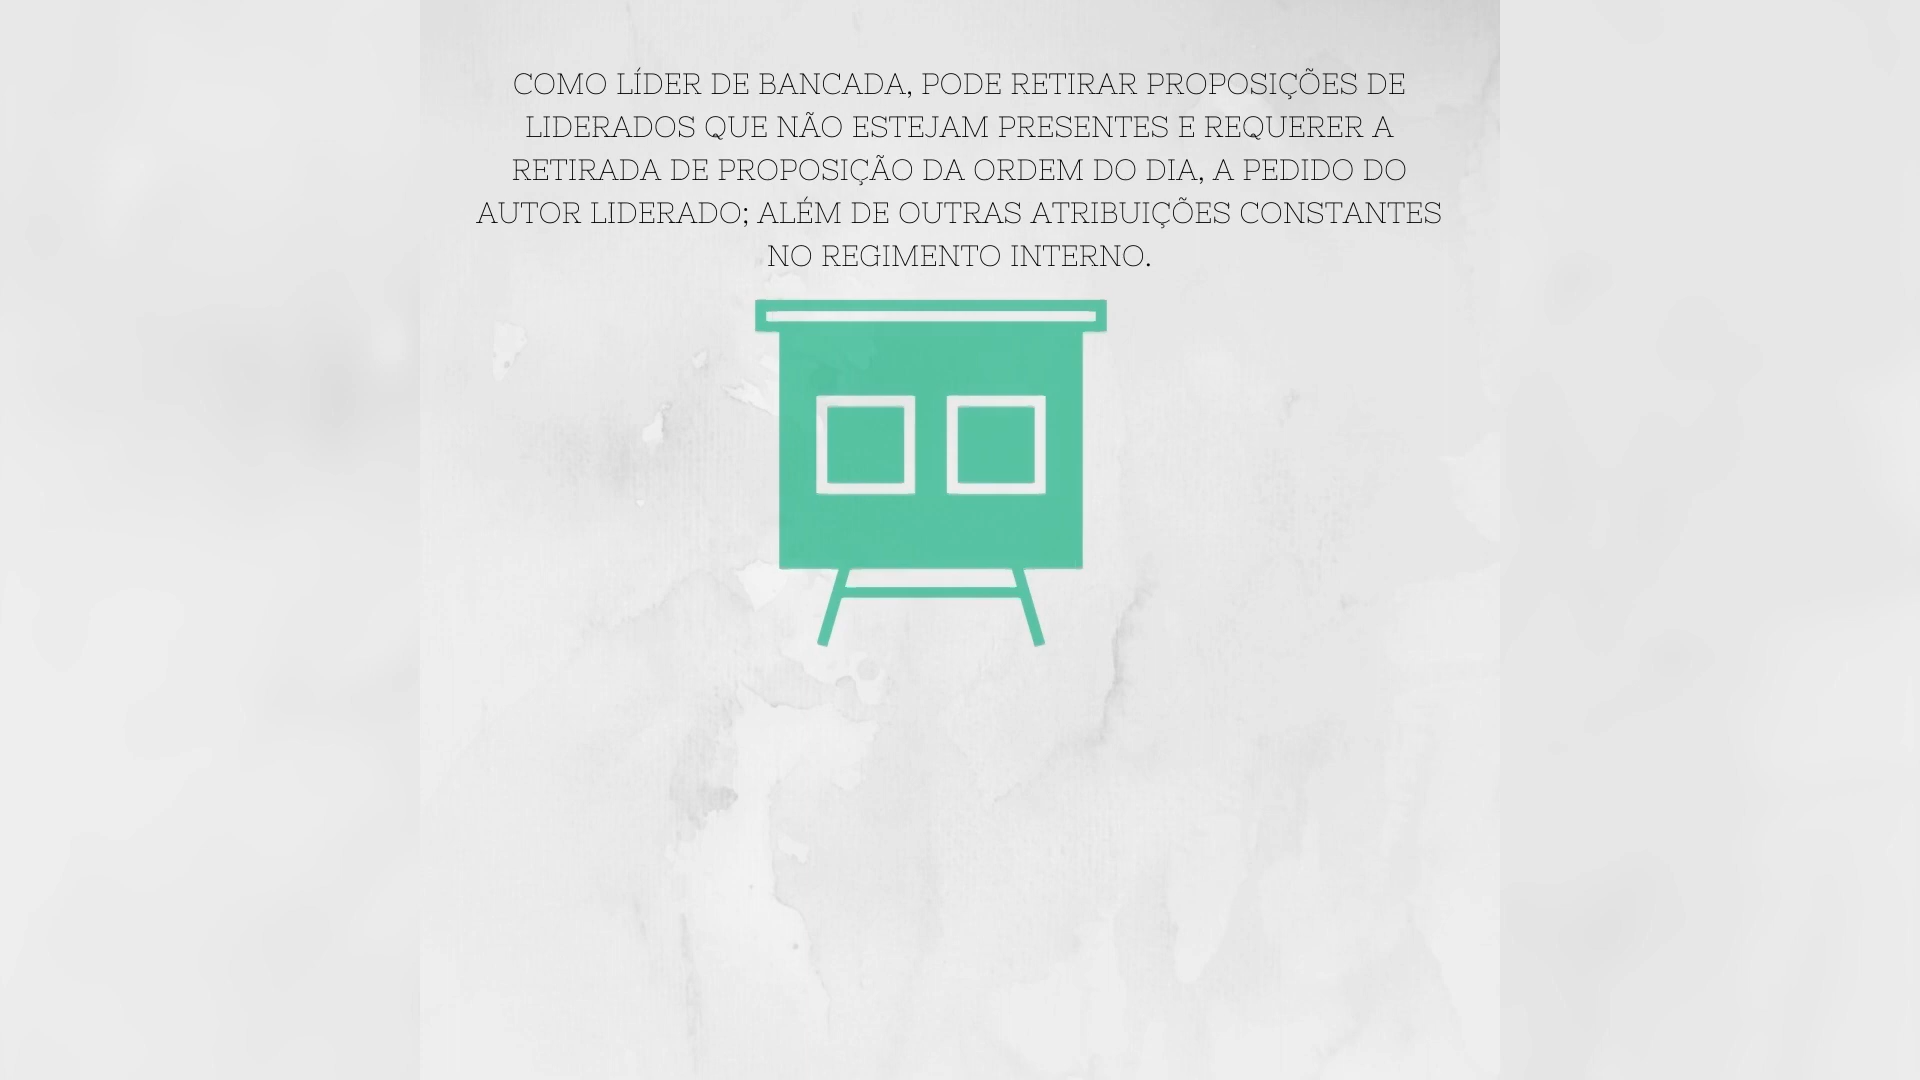 COMO LÍDER DE BANCADA, PODE RETIRAR PROPOSIÇÕES DE
LIDERADOS QUE NÃO ESTEJAM PRESENTES E REQUERER A
RETIRADA DE PROPOSIÇÃO DA ORDEM DO DIA, A PEDIDO DO
AUTOR LIDERADO; ALÉM DE OUTRAS ATRIBUIÇÕES CONSTANTES
NO REGIMENTO INTERNO.